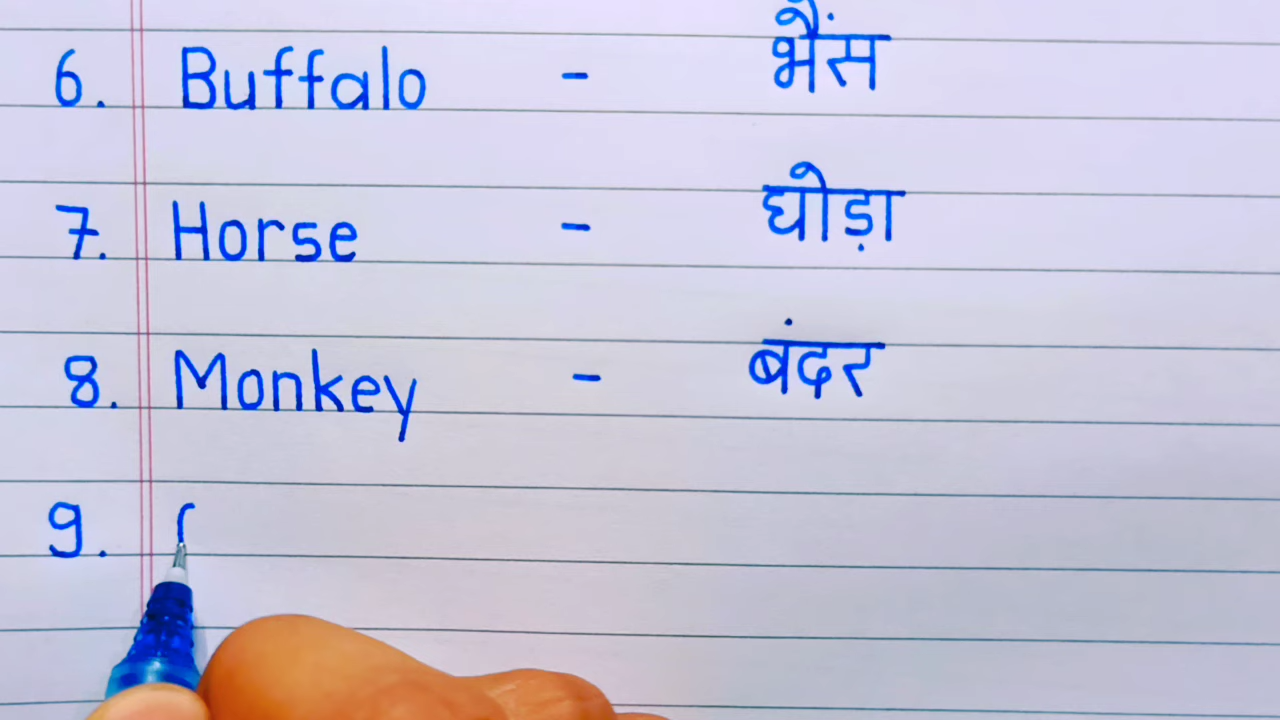 6. Buffalo - भैंस
7. Horse - घोड़ा
8. Monkey - बंदर
9.